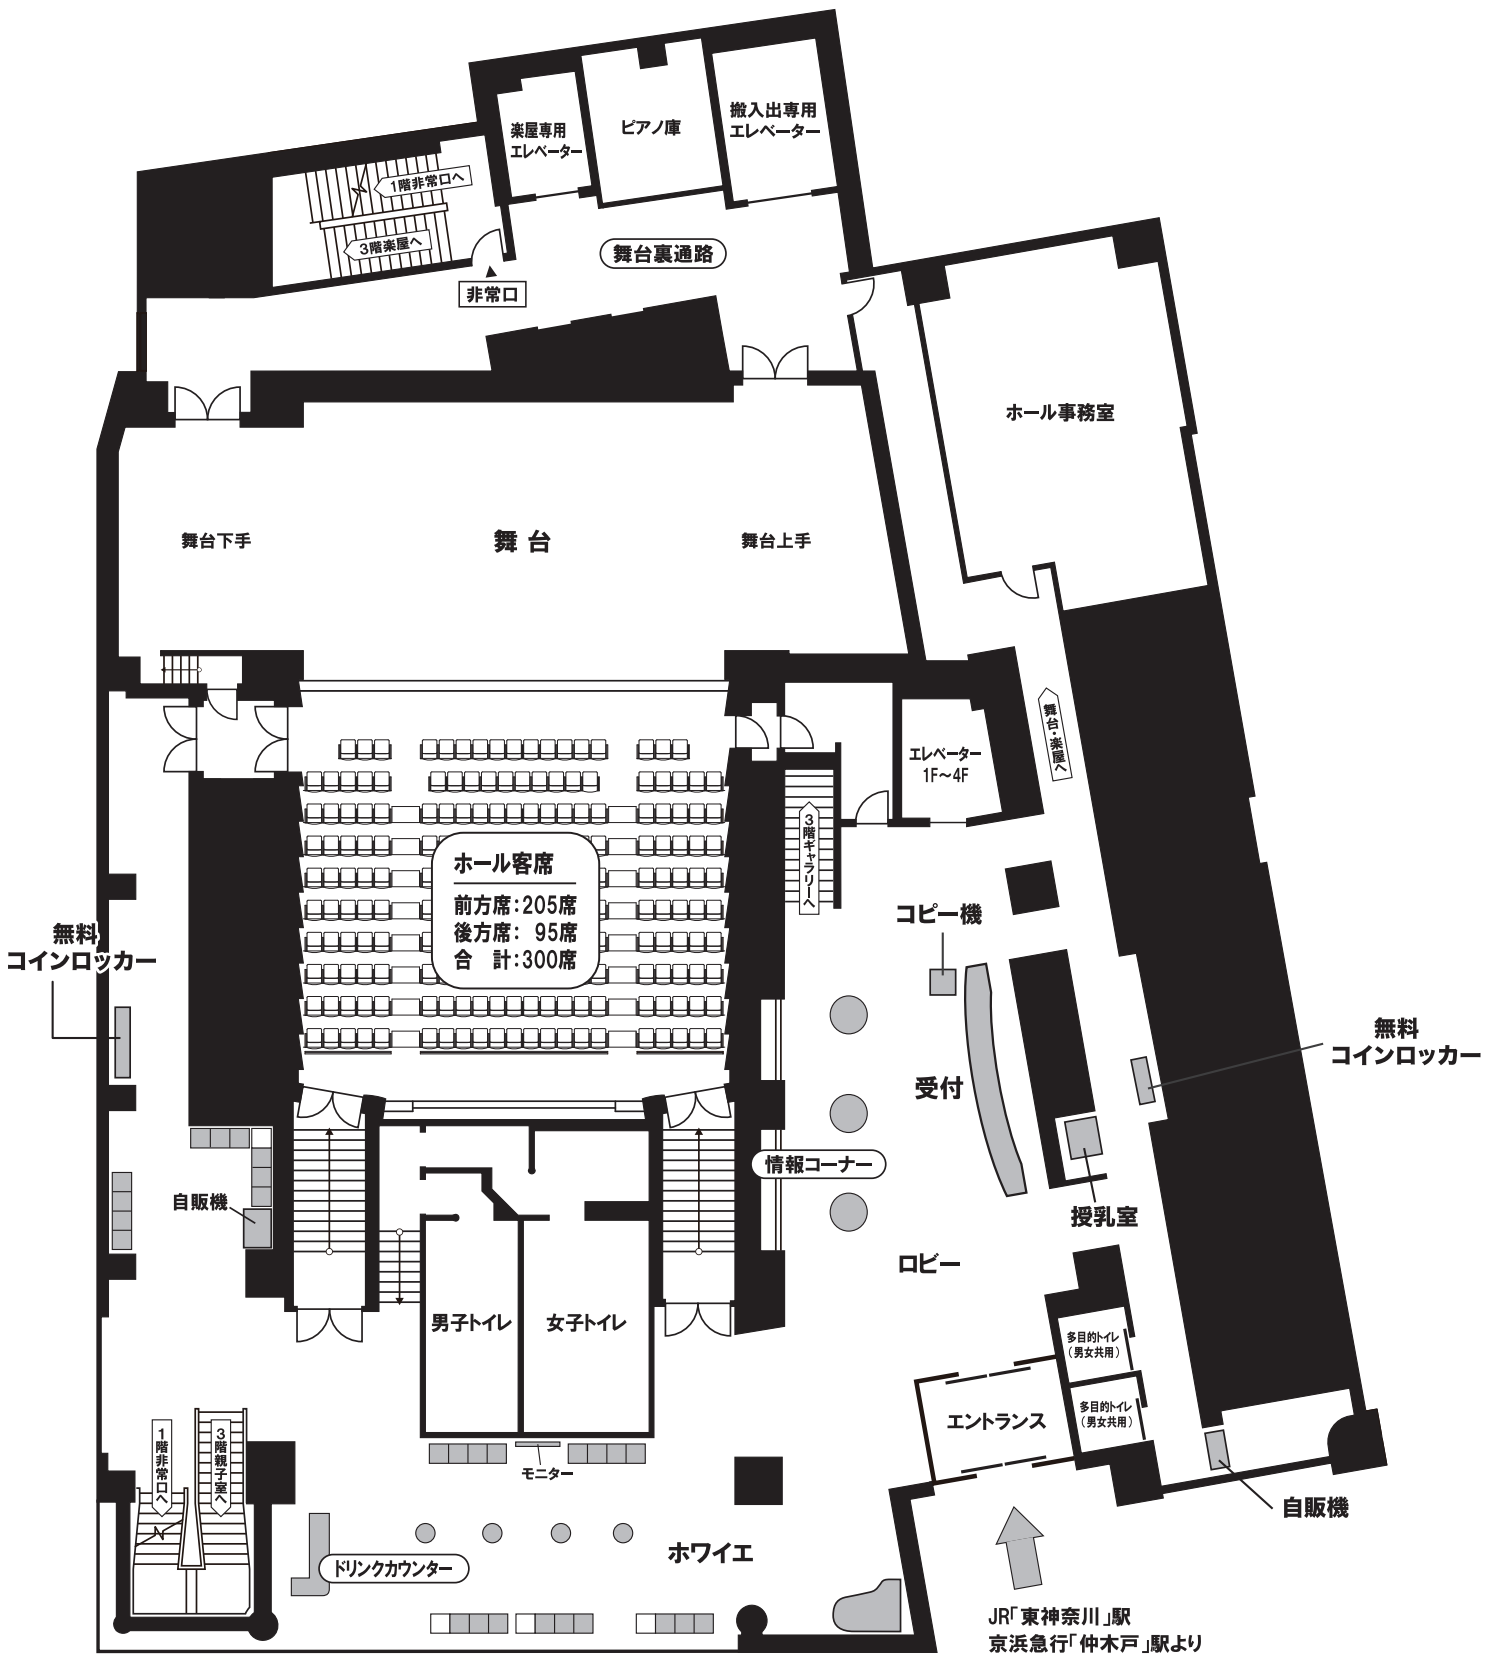 楽屋専用
エレベーター
ピアノ庫
搬入出専用
エレベーター
1階非常口へ
3階楽屋へ
非常口
舞台裏通路
ホール事務室
舞台下手
舞台
舞台上手
舞台・楽屋へ
エレベーター
1F～4F
3階ギャラリーへ
ホール客席
前方席：205席
後方席： 95席
合　計：300席
無料
コインロッカー
コピー機
受付
無料
コインロッカー
情報コーナー
授乳室
自販機
ロビー
男子トイレ
女子トイレ
多目的トイレ
（男女共用）
多目的トイレ
（男女共用）
エントランス
1階非常口へ
3階親子室へ
モニター
自販機
ドリンクカウンター
ホワイエ
JR「東神奈川」駅
京浜急行「仲木戸」駅より